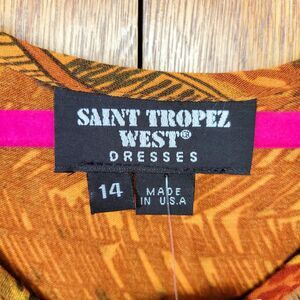 SAINT TROPEZ
WEST®
DRESSES
14
MADE
IN U.S.A